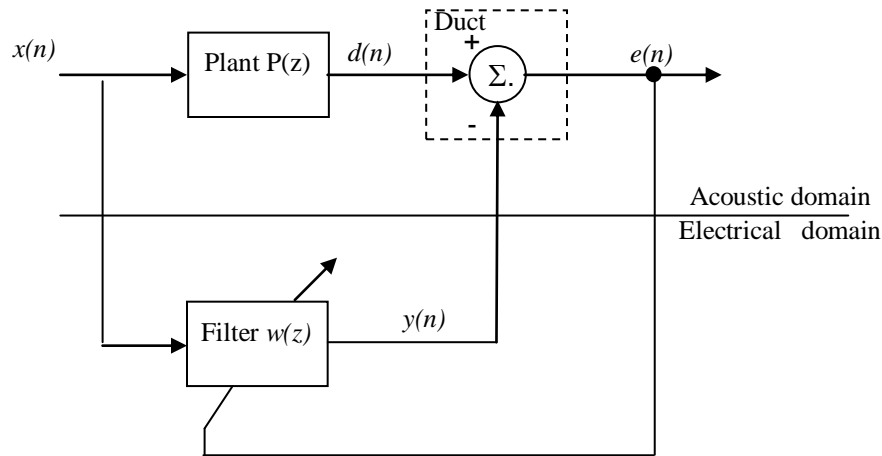 Duct
x(n)
Plant P(z)
d(n)
+
Σ.
e(n)
-
Acoustic domain
Electrical domain
Filter w(z)
y(n)